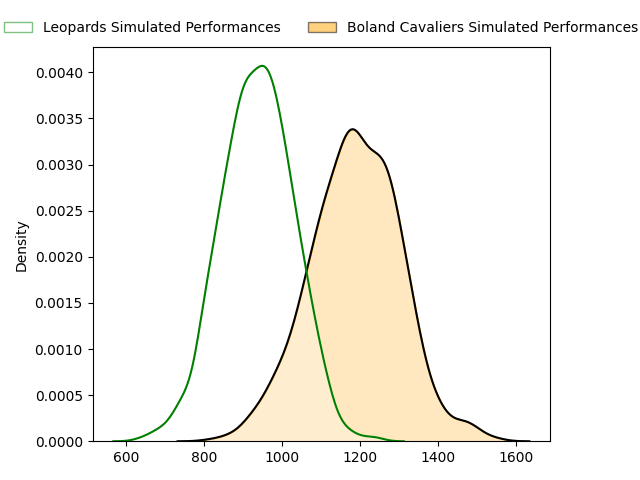 Leopards Simulated Performances
Boland Cavaliers Simulated Performances
Density
0.0040
0.0035
0.0030
0.0025
0.0020
0.0015
0.0010
0.0005
0.0000
600 800 1000 1200 1400 1600